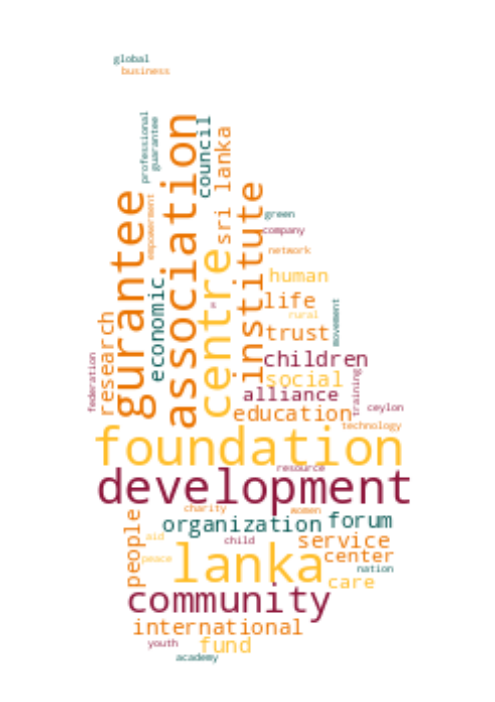 global
business
professional
guarantee
association
council
sri lanka
gurantee
empowerment
institute
green
company
centre
network
human
economic
life
s
rural
movement
research
trust
federation
children
social
training
alliance
ceylon
education
technology
foundation
resource
development
charity
women
people
organization
forum
aid
child
service
peace
lanka
center
nation
care
community
international
youth
fund
academy